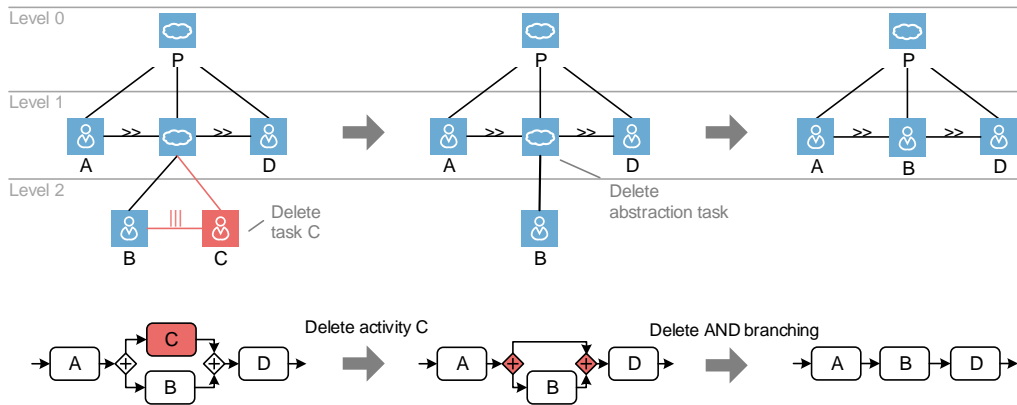 Level 0
P
P
P
Level 1
>>
>>
>>
>>
>>
>>
A
D
A
D
A
B
D
Level 2
|||
Delete
task C
Delete
abstraction task
B
C
B
Delete activity C
Delete AND branching
C
A
+
+
D
B
A
+
+
D
B
A
B
D